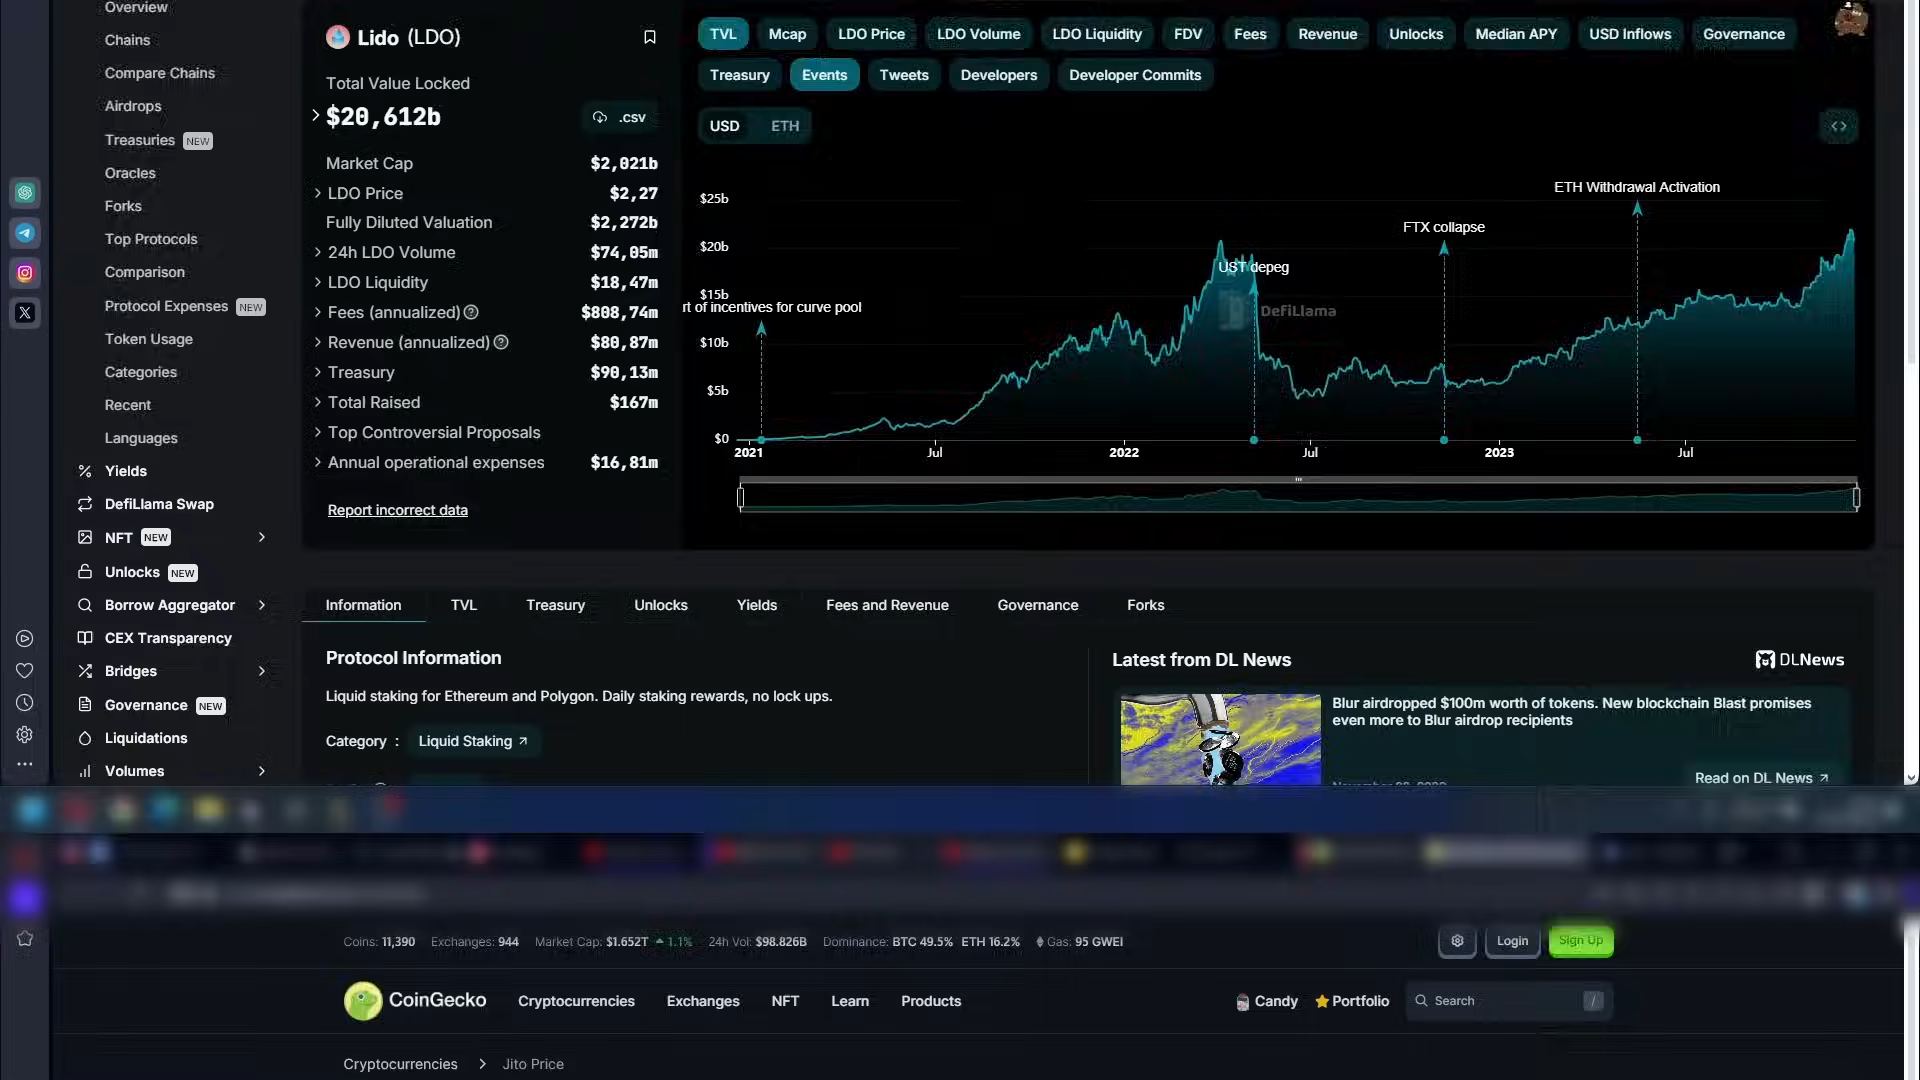 Overview
Chains
Compare Chains
Airdrops
Treasuries NEW
Oracles
Forks
Top Protocols
Comparison
Protocol Expenses NEW
Token Usage
Categories
Recent
Languages
Yields
DefiLlama Swap
NFT NEW
Unlocks NEW
Borrow Aggregator
CEX Transparency
Bridges
Governance NEW
Liquidations
Volumes
Lido (LDO)
Total Value Locked
$20,612b .csv
Market Cap $2,021b
LDO Price $2,27
Fully Diluted Valuation $2,272b
24h LDO Volume $74,05m
LDO Liquidity $18,47m
Fees (annualized) $808,74m
Revenue (annualized) $80,87m
Treasury $90,13m
Total Raised $167m
Top Controversial Proposals
Annual operational expenses $16,81m
Report incorrect data
TVL Mcap LDO Price LDO Volume LDO Liquidity FDV Fees Revenue Unlocks Median APY USD Inflows Governance
Treasury Events Tweets Developers Developer Commits
USD ETH
ETH Withdrawal Activation
$25b
FTX collapse
$20b
UST depeg
$15b
rt of incentives for curve pool
DefiLlama
$10b
$5b
$0
2021 Jul 2022 Jul 2023 Jul
Information TVL Treasury Unlocks Yields Fees and Revenue Governance Forks
Protocol Information
Liquid staking for Ethereum and Polygon. Daily staking rewards, no lock ups.
Category : Liquid Staking
Latest from DL News
DLNews
Blur airdropped $100m worth of tokens. New blockchain Blast promises
even more to Blur airdrop recipients
Read on DL News
Coins: 11,390 Exchanges: 944 Market Cap: $1.652T 1.1% 24h Vol: $98.826B Dominance: BTC 49.5% ETH 16.2% Gas: 95 GWEI
Login Sign Up
CoinGecko Cryptocurrencies Exchanges NFT Learn Products Candy Portfolio Search /
Cryptocurrencies > Jito Price